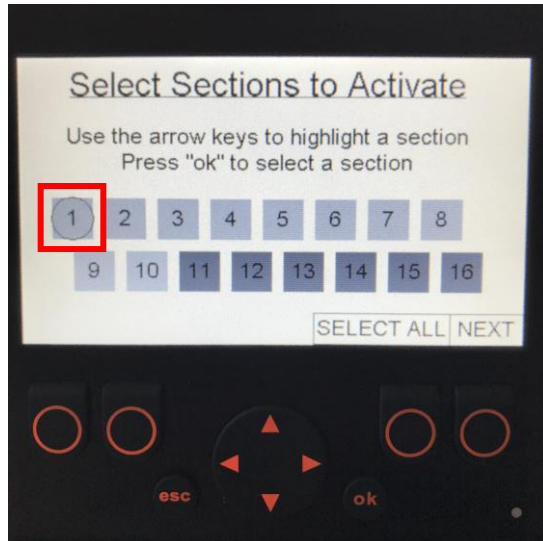 Select Sections to Activate
Use the arrow keys to highlight a section
Press "ok" to select a section
1 2 3 4 5 6 7 8
9 10 11 12 13 14 15 16
SELECT ALL NEXT
esc ok